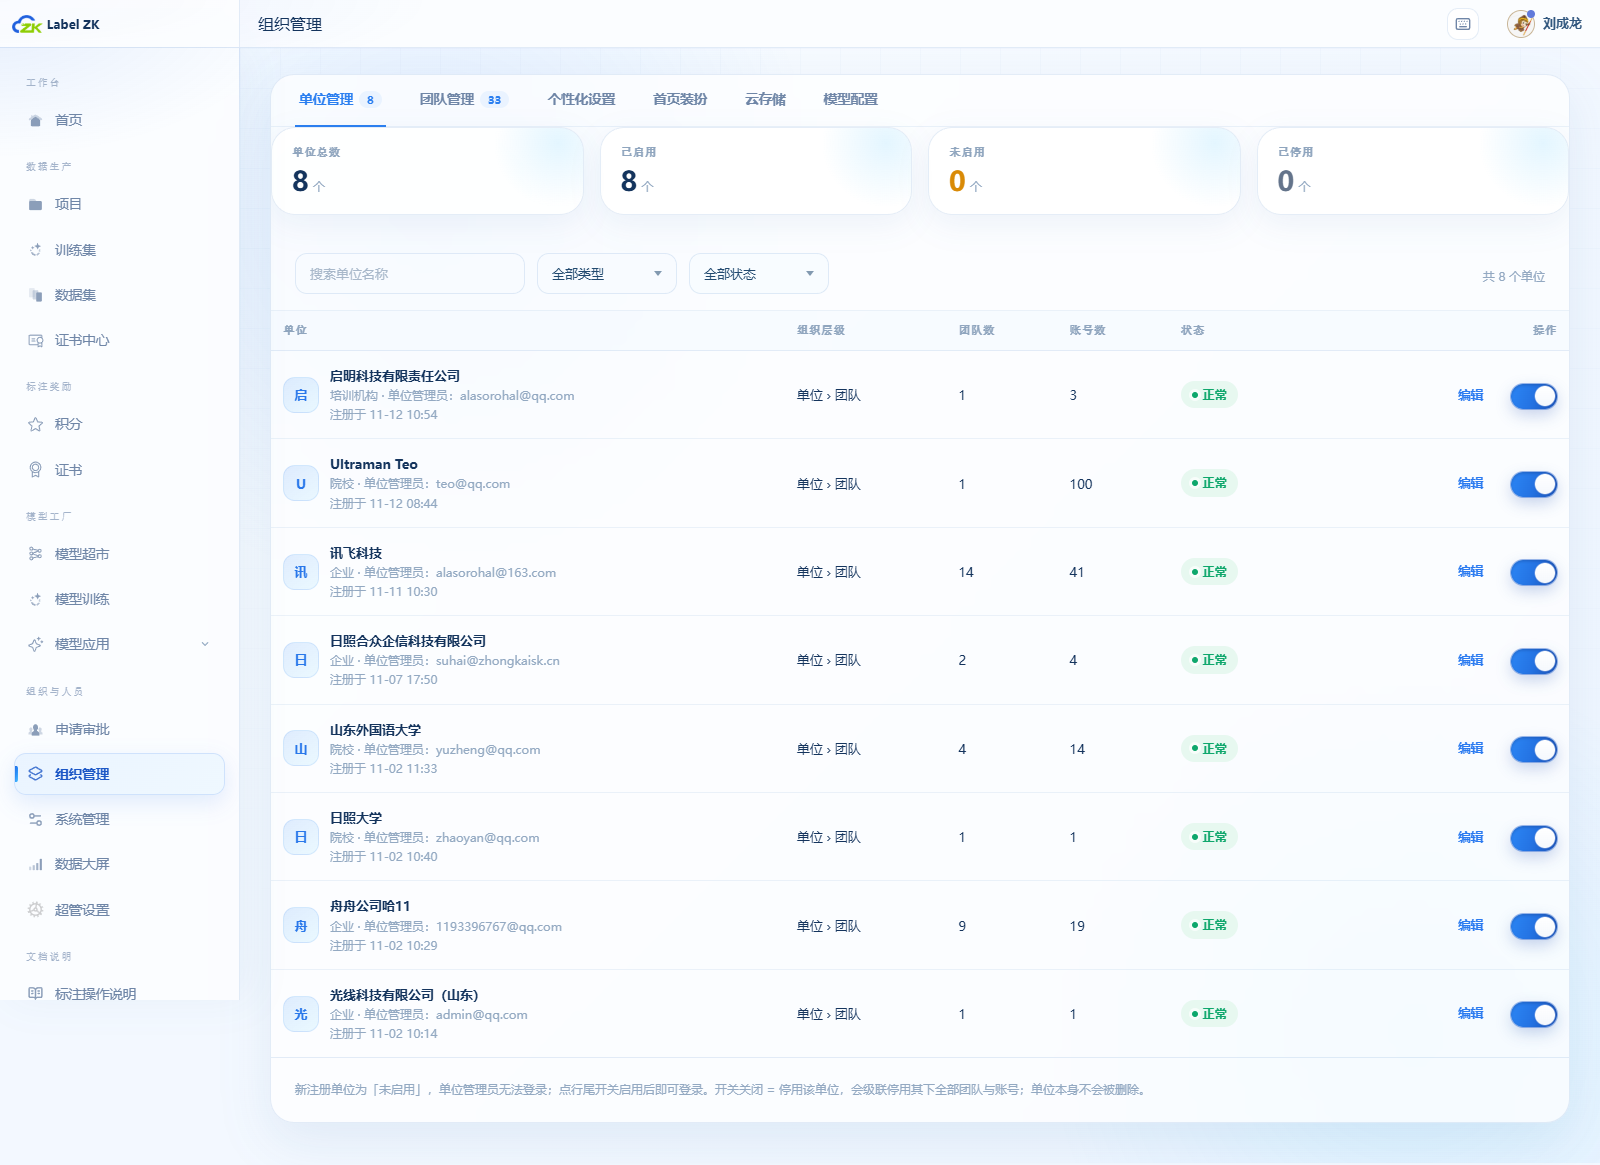 Label ZK
组织管理
刘成龙
工作台
首页
数据生产
项目
训练集
数据集
证书中心
标注奖励
积分
证书
模型工厂
模型超市
模型训练
模型应用
组织与人员
申请审批
组织管理
系统管理
数据大屏
超管设置
文档说明
标注操作说明
单位管理 8 团队管理 33 个性化设置 首页装扮 云存储 模型配置
单位总数
8 个
已启用
8 个
未启用
0 个
已停用
0 个
搜索单位名称 全部类型 全部状态 共 8 个单位
单位 组织层级 团队数 账号数 状态 操作
启 启明科技有限责任公司
培训机构 · 单位管理员：alasorohal@qq.com
注册于 11-12 10:54
单位 › 团队 1 3 正常 编辑
U Ultraman Teo
院校 · 单位管理员：teo@qq.com
注册于 11-12 08:44
单位 › 团队 1 100 正常 编辑
讯 讯飞科技
企业 · 单位管理员：alasorohal@163.com
注册于 11-11 10:30
单位 › 团队 14 41 正常 编辑
日 日照合众企信科技有限公司
企业 · 单位管理员：suhai@zhongkaisk.cn
注册于 11-07 17:50
单位 › 团队 2 4 正常 编辑
山 山东外国语大学
院校 · 单位管理员：yuzheng@qq.com
注册于 11-02 11:33
单位 › 团队 4 14 正常 编辑
日 日照大学
院校 · 单位管理员：zhaoyan@qq.com
注册于 11-02 10:40
单位 › 团队 1 1 正常 编辑
舟 舟舟公司哈11
企业 · 单位管理员：1193396767@qq.com
注册于 11-02 10:29
单位 › 团队 9 19 正常 编辑
光 光线科技有限公司（山东）
企业 · 单位管理员：admin@qq.com
注册于 11-02 10:14
单位 › 团队 1 1 正常 编辑
新注册单位为「未启用」，单位管理员无法登录；点行尾开关启用后即可登录。开关关闭 = 停用该单位，会级联停用其下全部团队与账号；单位本身不会被删除。